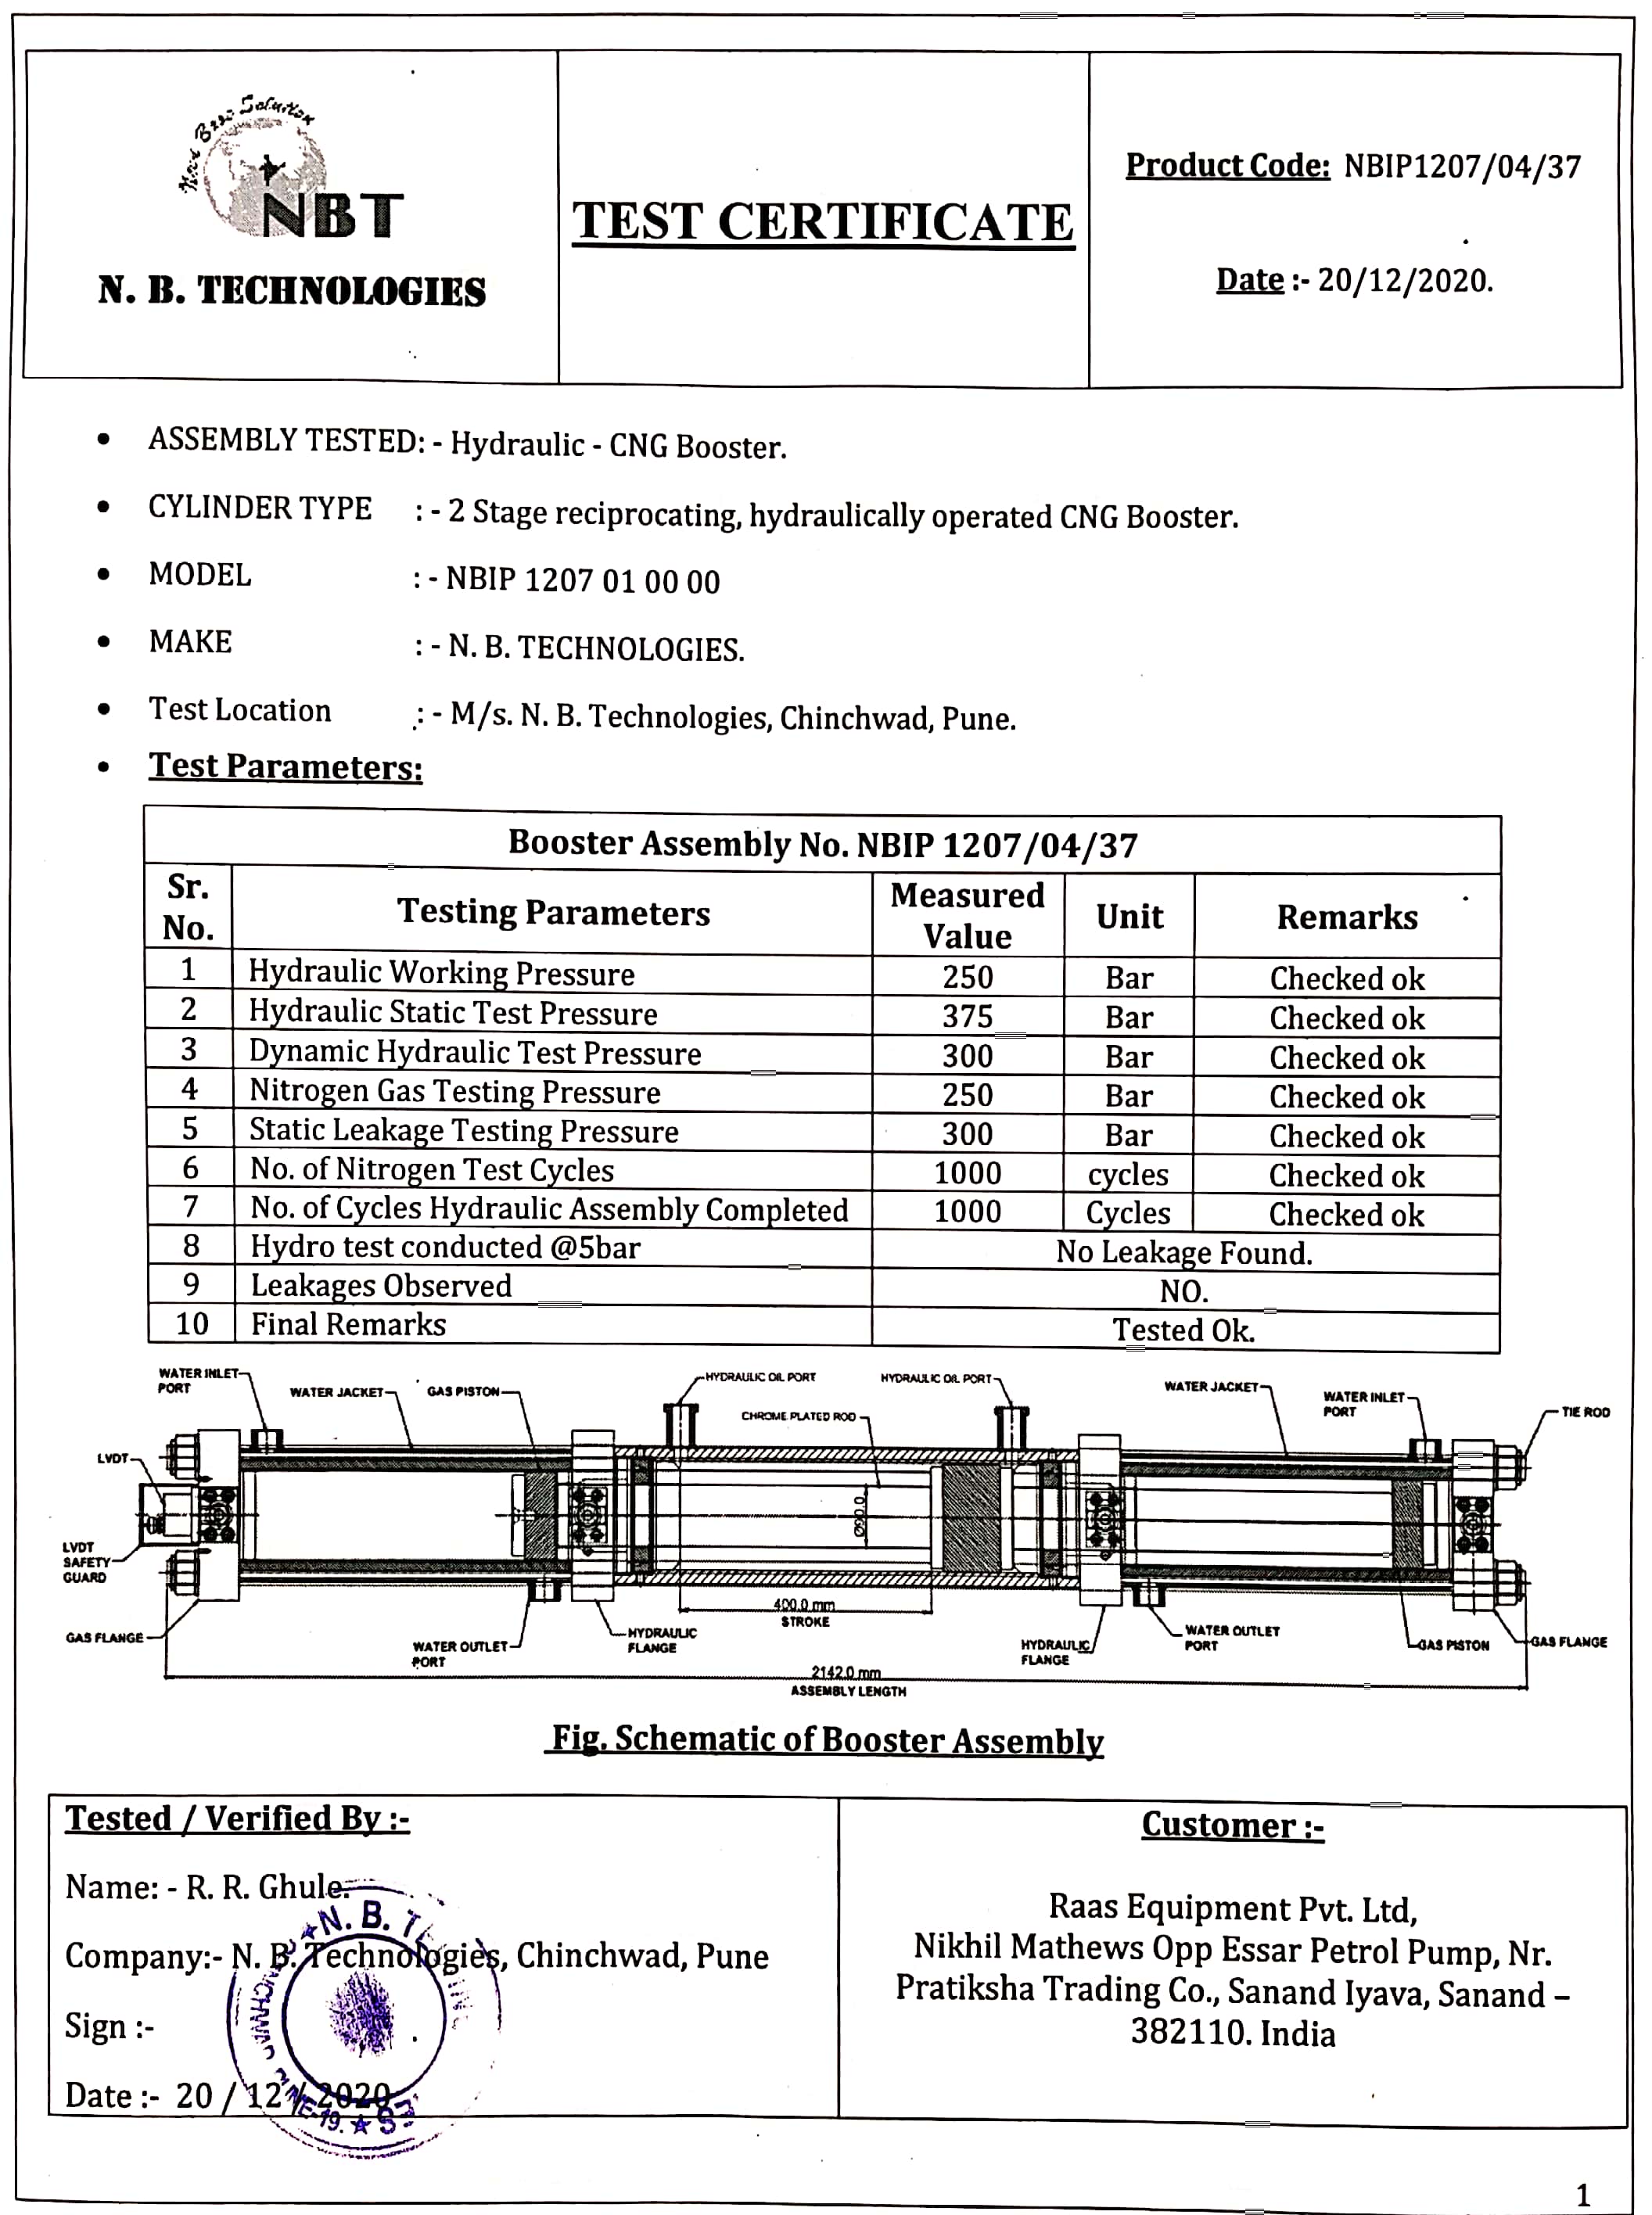 NBT
N. B. TECHNOLOGIES
TEST CERTIFICATE
Product Code: NBIP1207/04/37
Date :- 20/12/2020.
• ASSEMBLY TESTED: - Hydraulic - CNG Booster.
• CYLINDER TYPE : - 2 Stage reciprocating, hydraulically operated CNG Booster.
• MODEL : - NBIP 1207 01 00 00
• MAKE : - N. B. TECHNOLOGIES.
• Test Location : - M/s. N. B. Technologies, Chinchwad, Pune.
• Test Parameters:
Booster Assembly No. NBIP 1207/04/37
Sr. No. Testing Parameters Measured Value Unit Remarks
1 Hydraulic Working Pressure 250 Bar Checked ok
2 Hydraulic Static Test Pressure 375 Bar Checked ok
3 Dynamic Hydraulic Test Pressure 300 Bar Checked ok
4 Nitrogen Gas Testing Pressure 250 Bar Checked ok
5 Static Leakage Testing Pressure 300 Bar Checked ok
6 No. of Nitrogen Test Cycles 1000 cycles Checked ok
7 No. of Cycles Hydraulic Assembly Completed 1000 Cycles Checked ok
8 Hydro test conducted @5bar No Leakage Found.
9 Leakages Observed NO.
10 Final Remarks Tested Ok.
WATER INLET PORT
WATER JACKET
GAS PISTON
HYDRAULIC OIL PORT
HYDRAULIC OIL PORT
CHROME PLATED ROD
WATER JACKET
WATER INLET PORT
TIE ROD
LVDT
LVDT SAFETY GUARD
Ø90.0
GAS FLANGE
WATER OUTLET PORT
HYDRAULIC FLANGE
400.0 mm
STROKE
HYDRAULIC FLANGE
WATER OUTLET PORT
GAS PISTON
GAS FLANGE
2142.0 mm
ASSEMBLY LENGTH
Fig. Schematic of Booster Assembly
Tested / Verified By :-
Name: - R. R. Ghule.
Company:- N. B. Technologies, Chinchwad, Pune
Sign :-
Date :- 20 / 12 / 2020
Customer :-
Raas Equipment Pvt. Ltd,
Nikhil Mathews Opp Essar Petrol Pump, Nr.
Pratiksha Trading Co., Sanand Iyava, Sanand –
382110. India
1